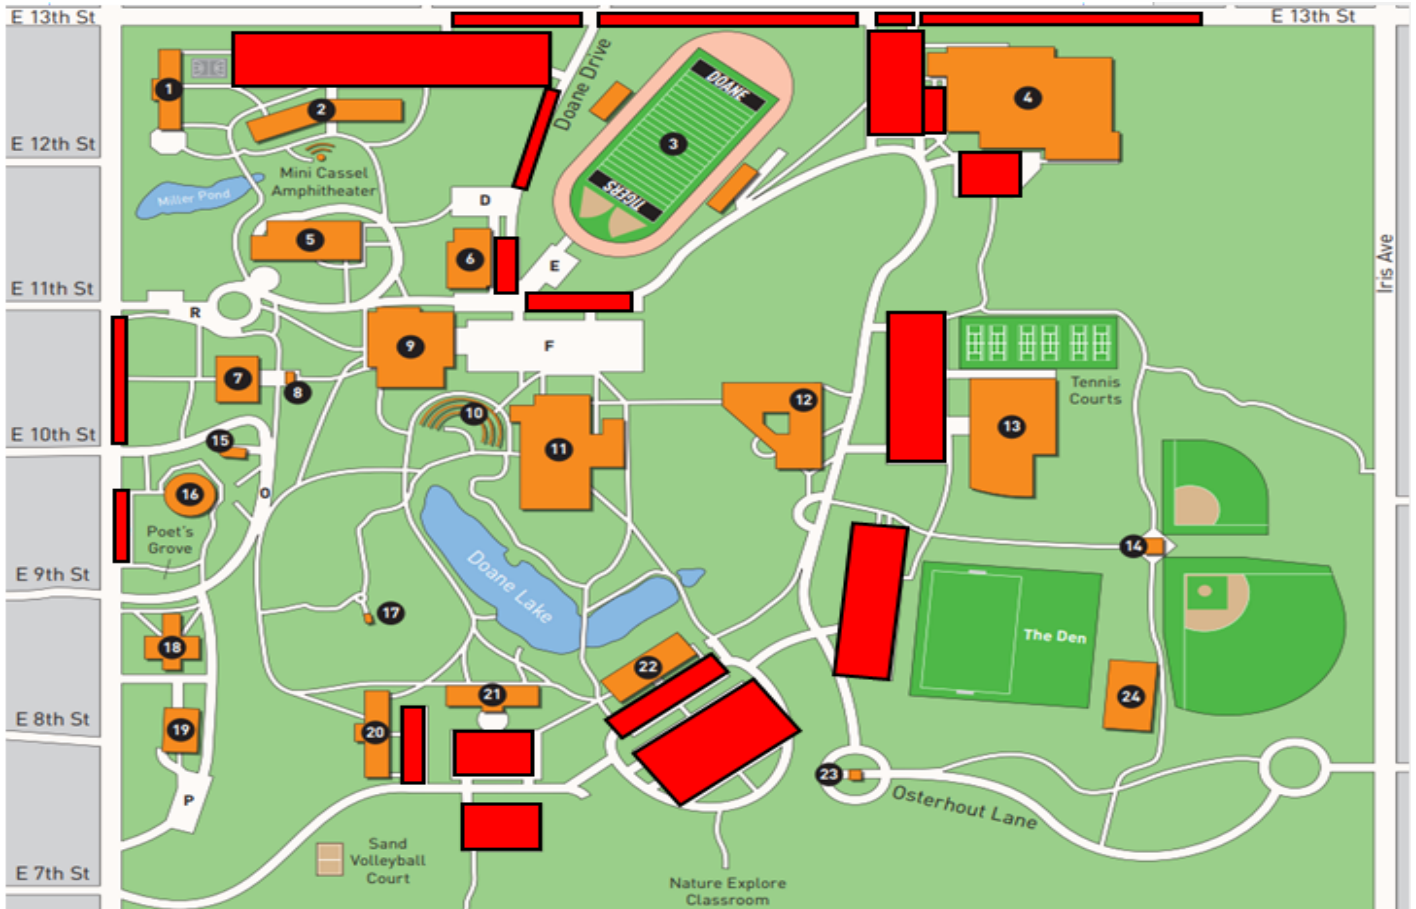 E 13th St
E 13th St
Doane Drive
DOANE
1
2
4
3
E 12th St
Mini Cassel
Amphitheater
Miller Pond
TIGERS
D
5
6
E
Iris Ave
E 11th St
R
9
F
7
8
Tennis
Courts
12
10
13
E 10th St
15
11
16
O
Poet's
Grove
14
E 9th St
Doane Lake
17
The Den
18
22
21
24
E 8th St
19
20
23
P
Osterhout Lane
Sand
Volleyball
Court
E 7th St
Nature Explore
Classroom